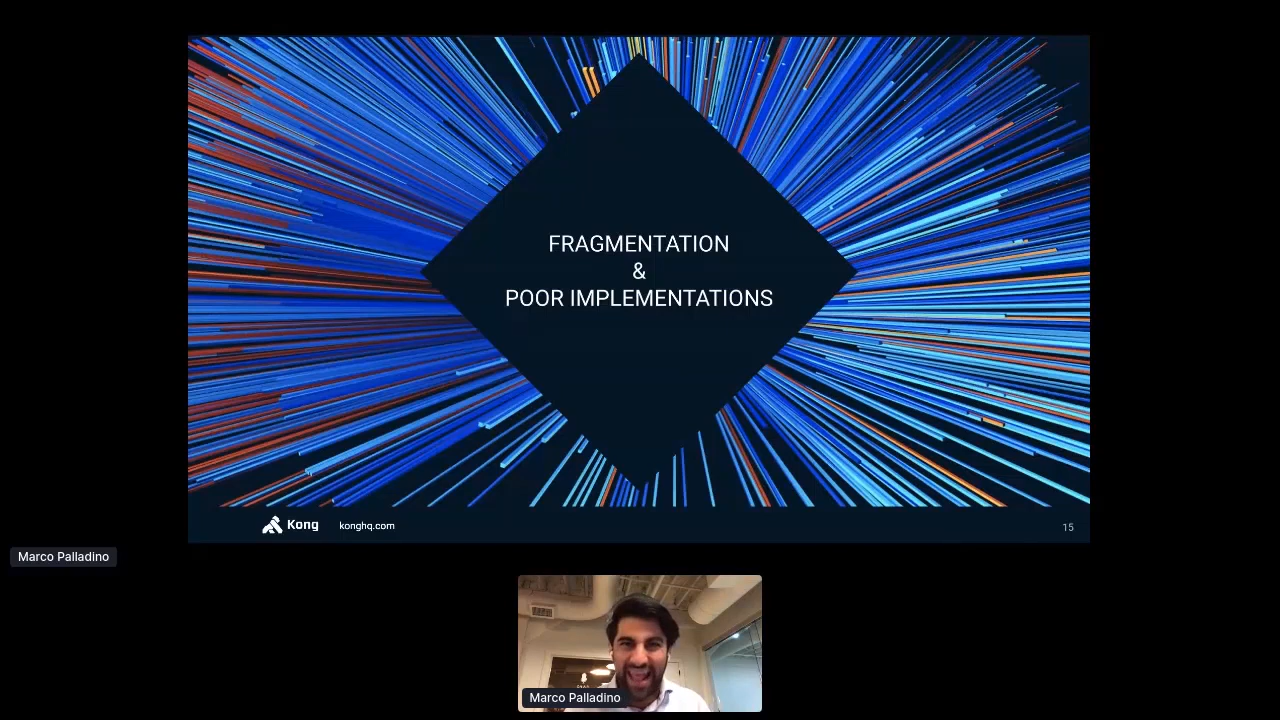 FRAGMENTATION
&
POOR IMPLEMENTATIONS
Kong konghq.com 15
Marco Palladino
Marco Palladino